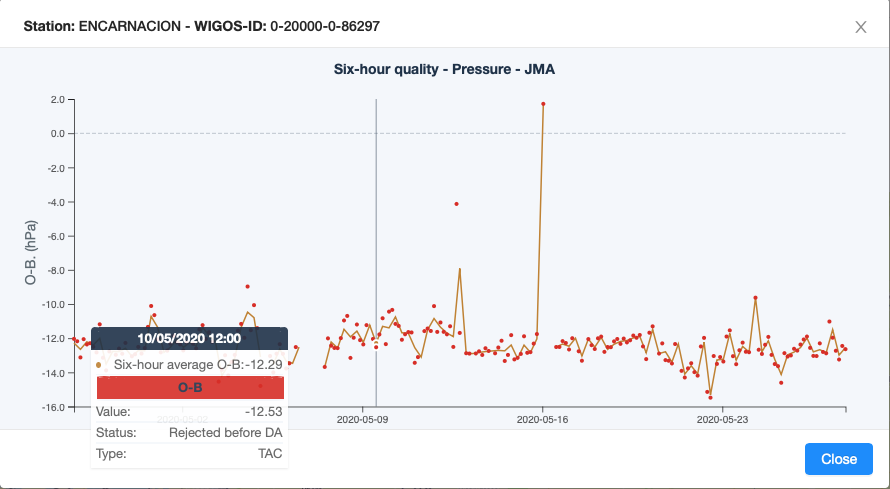 Station: ENCARNACION - WIGOS-ID: 0-20000-0-86297
Six-hour quality - Pressure - JMA
O-B. (hPa)
2.0
0.0
-2.0
-4.0
-6.0
-8.0
-10.0
-12.0
-14.0
-16.0
10/05/2020 12:00
Six-hour average O-B:-12.29
O-B
Value: -12.53
Status: Rejected before DA
Type: TAC
2020-05-02
2020-05-09
2020-05-16
2020-05-23
Close